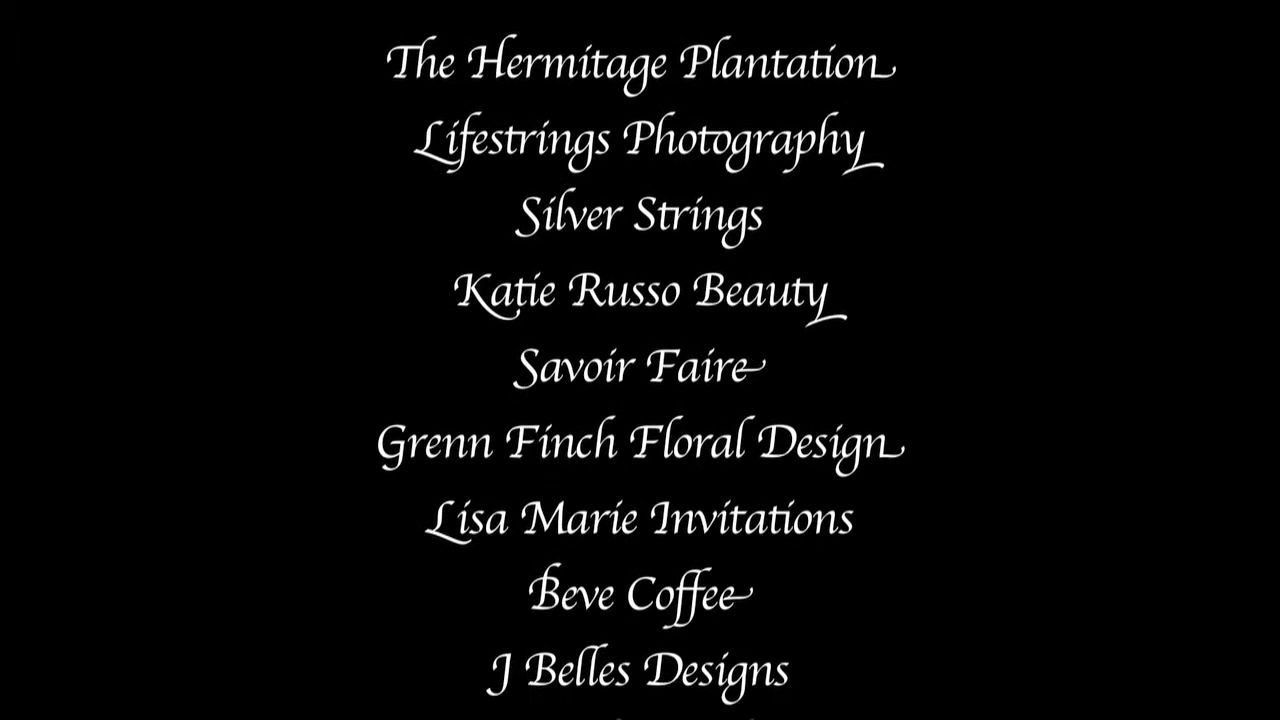 The Hermitage Plantation
Lifestrings Photography
Silver Strings
Katie Russo Beauty
Savoir Faire
Grenn Finch Floral Design
Lisa Marie Invitations
Beve Coffee
J Belles Designs